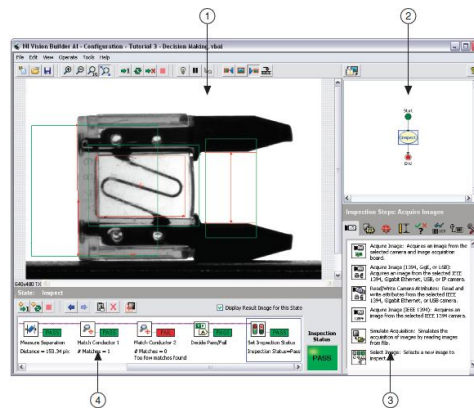 1
2
NI Vision Builder AI - Configuration - Tutorial 3 - Decision Making.vbai
File Edit View Operate Tools Help
Start
Inspect
End
Inspection Steps: Acquire Images
Acquire Image: Acquires an image from the
selected camera and image acquisition
board.
Acquire Image (1394, GigE, or USB):
Acquires an image from the selected IEEE
1394, Gigabit Ethernet, USB, or IP camera.
Read/Write Camera Attributes: Read and
write attributes from the selected IEEE
1394, Gigabit Ethernet, or USB camera.
Acquire Image (IEEE 1394): Acquires an
image from the selected IEEE 1394 camera.
Simulate Acquisition: Simulates the
acquisition of images by reading images
from file.
Select Image: Selects a new image to
inspect.
640x480 1X
State: Inspect
Display Result Image for this State
Measure Separation
PASS
Distance = 153.34 pix
Match Conductor 1
PASS
# Matches = 1
Match Conductor 2
FAIL
# Matches = 0
Too few matches found
Decide Pass/Fail
PASS
Set Inspection Status
PASS
Inspection Status=Pass
Inspection
Status
PASS
4
3